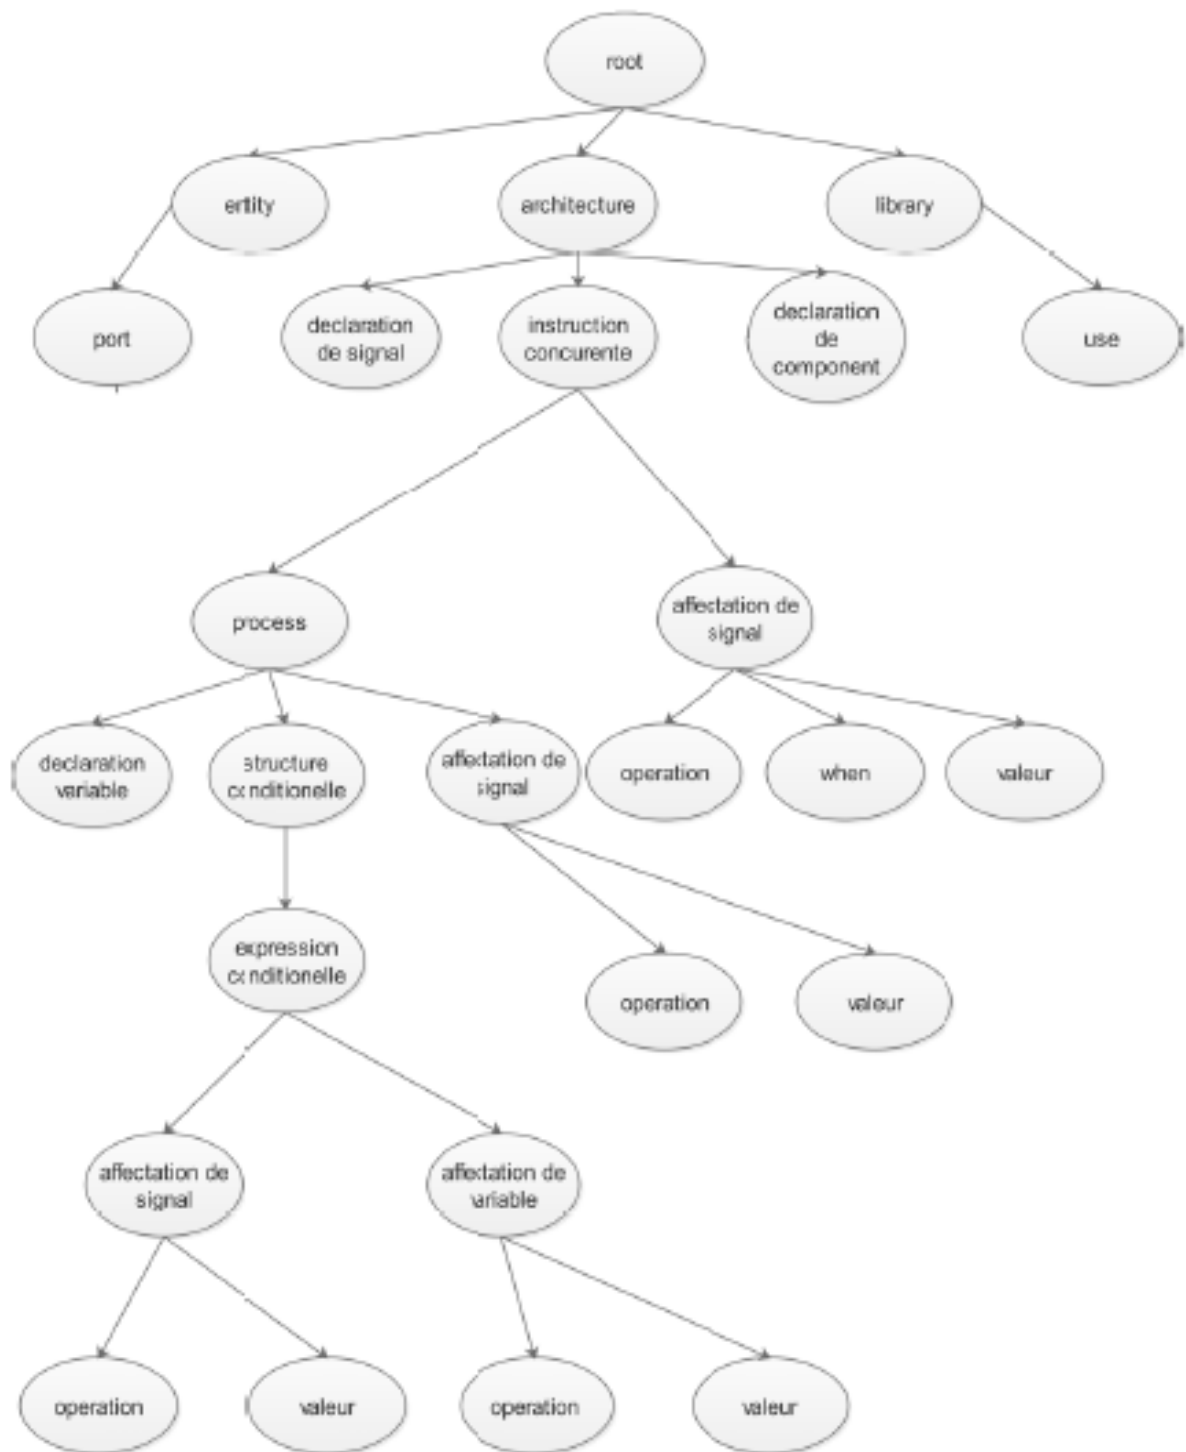 root
entity
architecture
library
port
declaration
de signal
instruction
concurente
declaration
de
component
use
process
affectation de
signal
declaration
variable
structure
conditionelle
affectation de
signal
operation
when
valeur
expression
conditionelle
operation
valeur
affectation de
signal
affectation de
variable
operation
valeur
operation
valeur